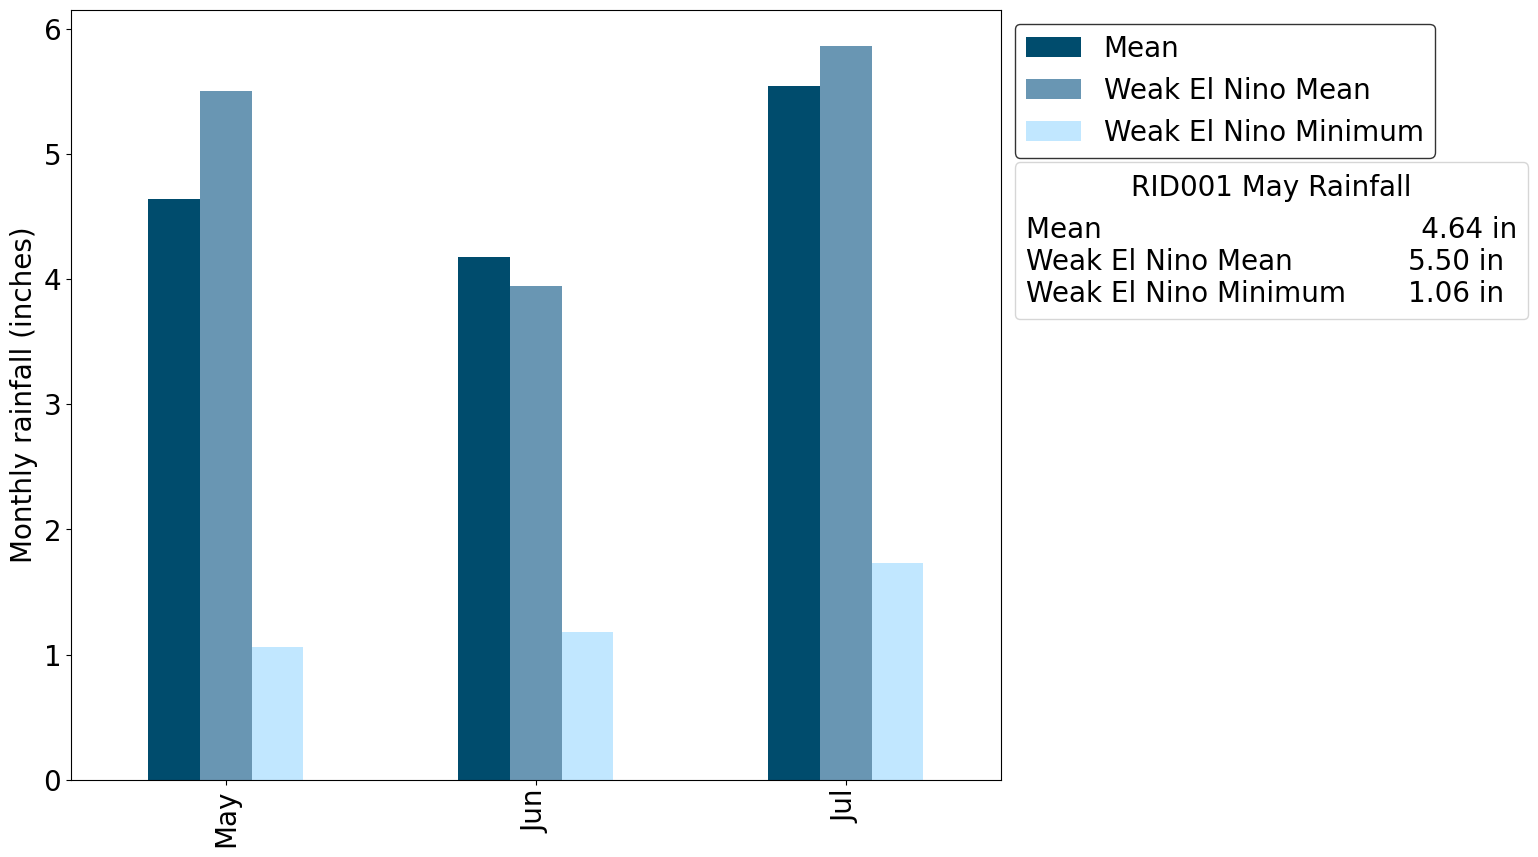 Monthly rainfall (inches)
6
5
4
3
2
1
0
May
Jun
Jul
Mean
Weak El Nino Mean
Weak El Nino Minimum
RID001 May Rainfall
Mean 4.64 in
Weak El Nino Mean 5.50 in
Weak El Nino Minimum 1.06 in